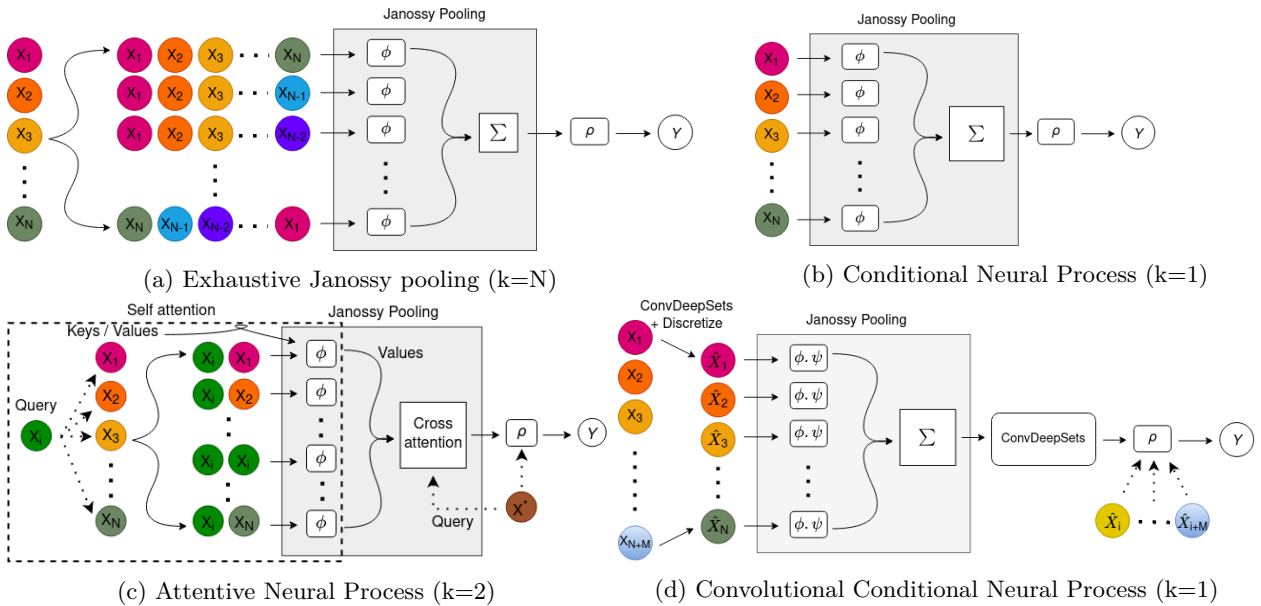 Janossy Pooling
X1 X1 X2 X3 ... XN ϕ
X2 X1 X2 X3 ... XN-1 ϕ
X3 X1 X2 X3 ... XN-2 ϕ Σ ρ Y
XN XN XN-1 XN-2 ... X1 ϕ
(a) Exhaustive Janossy pooling (k=N)
Janossy Pooling
X1 ϕ
X2 ϕ
X3 ϕ Σ ρ Y
XN ϕ
(b) Conditional Neural Process (k=1)
Self attention
Janossy Pooling
Keys / Values
X1 Xi X1 ϕ Values
X2 Xi X2 ϕ
Query
Xi X3 Cross
attention ρ Y
Xi Xi ϕ
XN Xi XN ϕ Query X*
(c) Attentive Neural Process (k=2)
ConvDeepSets
+ Discretize
Janossy Pooling
X1 X̂1 ϕ. ψ
X2 X̂2 ϕ. ψ
X3 X̂3 ϕ. ψ Σ ConvDeepSets ρ Y
XN+M X̂N ϕ. ψ X̂i ... X̂i+M
(d) Convolutional Conditional Neural Process (k=1)